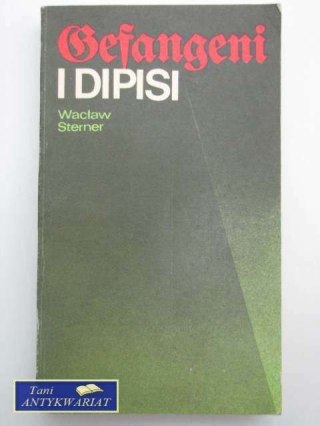 Gefangeni
I DIPISI
Wacław
Sterner
Tani
ANTYKWARIAT